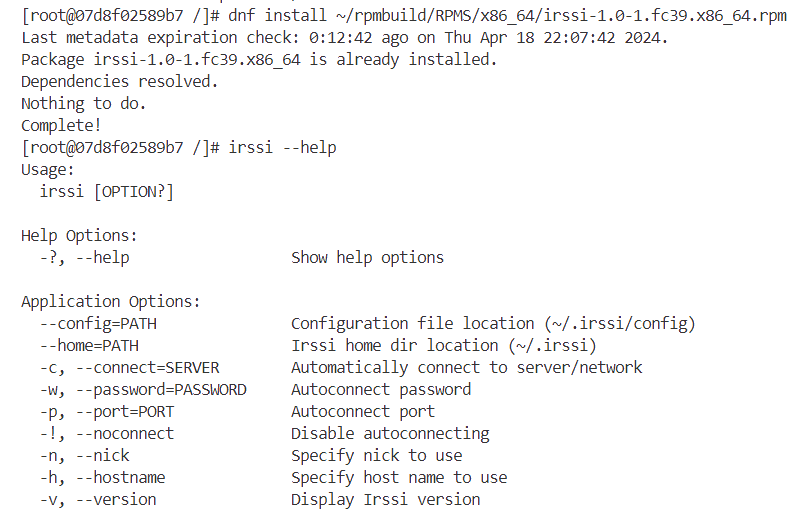 [root@07d8f02589b7 /]# dnf install ~/rpmbuild/RPMS/x86_64/irssi-1.0-1.fc39.x86_64.rpm
Last metadata expiration check: 0:12:42 ago on Thu Apr 18 22:07:42 2024.
Package irssi-1.0-1.fc39.x86_64 is already installed.
Dependencies resolved.
Nothing to do.
Complete!
[root@07d8f02589b7 /]# irssi --help
Usage:
  irssi [OPTION?]

Help Options:
  -?, --help                  Show help options

Application Options:
  --config=PATH               Configuration file location (~/.irssi/config)
  --home=PATH                 Irssi home dir location (~/.irssi)
  -c, --connect=SERVER        Automatically connect to server/network
  -w, --password=PASSWORD     Autoconnect password
  -p, --port=PORT             Autoconnect port
  -!, --noconnect             Disable autoconnecting
  -n, --nick                  Specify nick to use
  -h, --hostname              Specify host name to use
  -v, --version               Display Irssi version